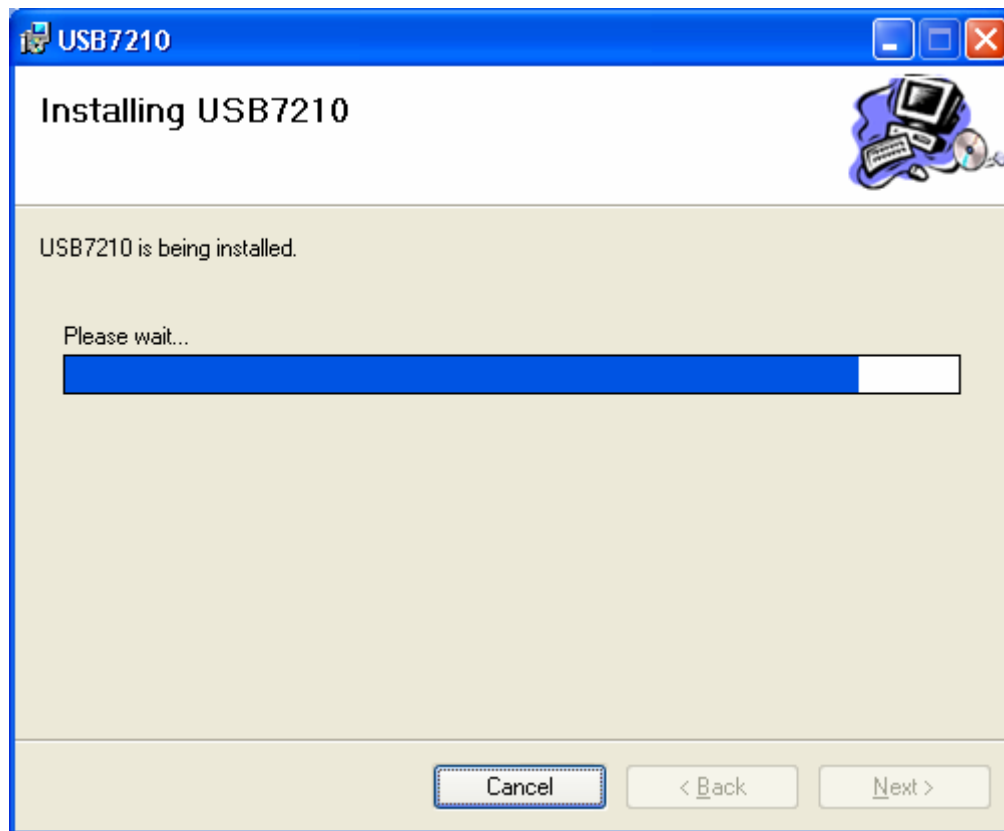 USB7210
Installing USB7210
USB7210 is being installed.
Please wait...
Cancel
< Back
Next >